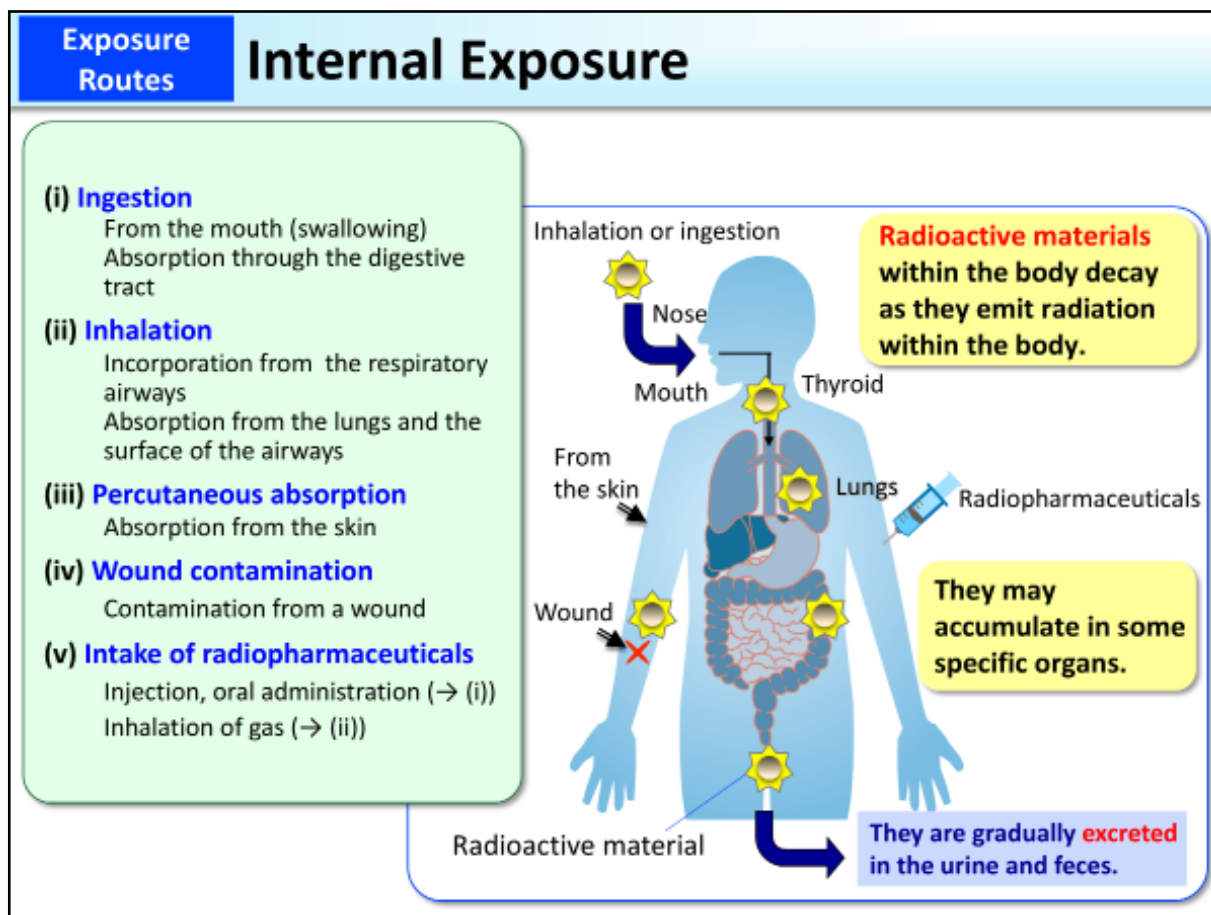 Exposure
Routes
Internal Exposure
(i) Ingestion
From the mouth (swallowing)
Absorption through the digestive
tract
(ii) Inhalation
Incorporation from the respiratory
airways
Absorption from the lungs and the
surface of the airways
(iii) Percutaneous absorption
Absorption from the skin
(iv) Wound contamination
Contamination from a wound
(v) Intake of radiopharmaceuticals
Injection, oral administration (→ (i))
Inhalation of gas (→ (ii))
Inhalation or ingestion
Nose
Mouth
Thyroid
From
the skin
Lungs
Radiopharmaceuticals
Wound
Radioactive material
Radioactive materials
within the body decay
as they emit radiation
within the body.
They may
accumulate in some
specific organs.
They are gradually excreted
in the urine and feces.